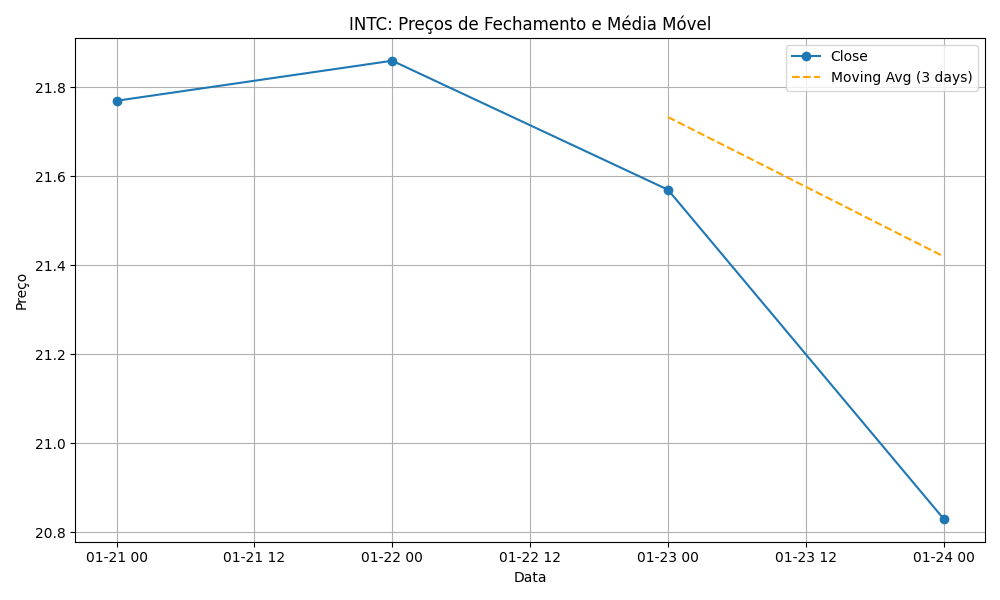 INTC: Preços de Fechamento e Média Móvel
Close
Moving Avg (3 days)
Preço
21.8
21.6
21.4
21.2
21.0
20.8
01-21 00
01-21 12
01-22 00
01-22 12
01-23 00
01-23 12
01-24 00
Data